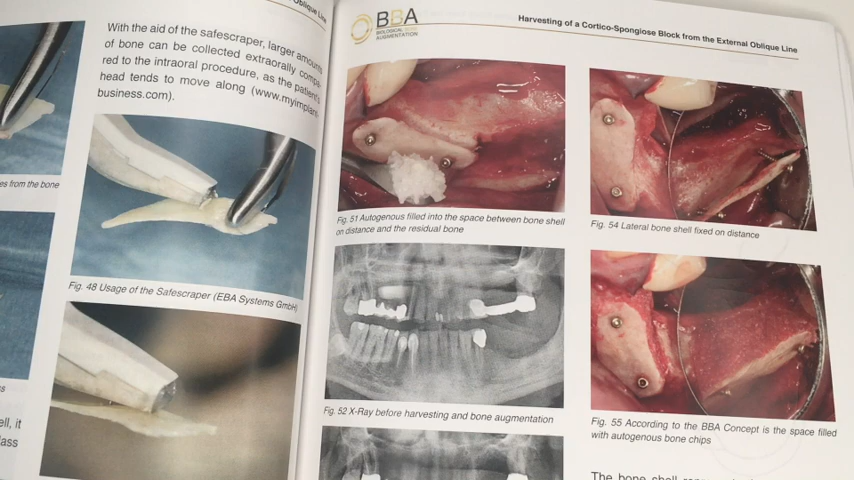 Oblique Line
With the aid of the safescraper, larger amounts
of bone can be collected extraorally compa-
red to the intraoral procedure, as the patient's
head tends to move along (www.myimplant-
business.com).
es from the bone
Fig. 48 Usage of the Safescraper (EBA Systems GmbH)
ell, it
lass
BBA
BIOLOGICAL
AUGMENTATION
Harvesting of a Cortico-Spongiose Block from the External Oblique Line
Fig. 51 Autogenous filled into the space between bone shell
on distance and the residual bone
Fig. 52 X-Ray before harvesting and bone augmentation
Fig. 54 Lateral bone shell fixed on distance
Fig. 55 According to the BBA Concept is the space filled
with autogenous bone chips
The bone shell